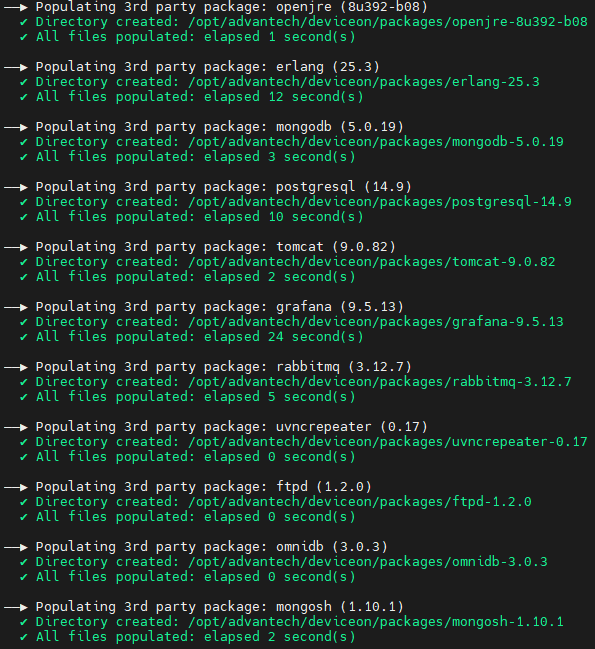 ──▶ Populating 3rd party package: openjre (8u392-b08)
✔ Directory created: /opt/advantech/deviceon/packages/openjre-8u392-b08
✔ All files populated: elapsed 1 second(s)
──▶ Populating 3rd party package: erlang (25.3)
✔ Directory created: /opt/advantech/deviceon/packages/erlang-25.3
✔ All files populated: elapsed 12 second(s)
──▶ Populating 3rd party package: mongodb (5.0.19)
✔ Directory created: /opt/advantech/deviceon/packages/mongodb-5.0.19
✔ All files populated: elapsed 3 second(s)
──▶ Populating 3rd party package: postgresql (14.9)
✔ Directory created: /opt/advantech/deviceon/packages/postgresql-14.9
✔ All files populated: elapsed 10 second(s)
──▶ Populating 3rd party package: tomcat (9.0.82)
✔ Directory created: /opt/advantech/deviceon/packages/tomcat-9.0.82
✔ All files populated: elapsed 2 second(s)
──▶ Populating 3rd party package: grafana (9.5.13)
✔ Directory created: /opt/advantech/deviceon/packages/grafana-9.5.13
✔ All files populated: elapsed 24 second(s)
──▶ Populating 3rd party package: rabbitmq (3.12.7)
✔ Directory created: /opt/advantech/deviceon/packages/rabbitmq-3.12.7
✔ All files populated: elapsed 5 second(s)
──▶ Populating 3rd party package: uvncrepeater (0.17)
✔ Directory created: /opt/advantech/deviceon/packages/uvncrepeater-0.17
✔ All files populated: elapsed 0 second(s)
──▶ Populating 3rd party package: ftpd (1.2.0)
✔ Directory created: /opt/advantech/deviceon/packages/ftpd-1.2.0
✔ All files populated: elapsed 0 second(s)
──▶ Populating 3rd party package: omnidb (3.0.3)
✔ Directory created: /opt/advantech/deviceon/packages/omnidb-3.0.3
✔ All files populated: elapsed 0 second(s)
──▶ Populating 3rd party package: mongosh (1.10.1)
✔ Directory created: /opt/advantech/deviceon/packages/mongosh-1.10.1
✔ All files populated: elapsed 2 second(s)